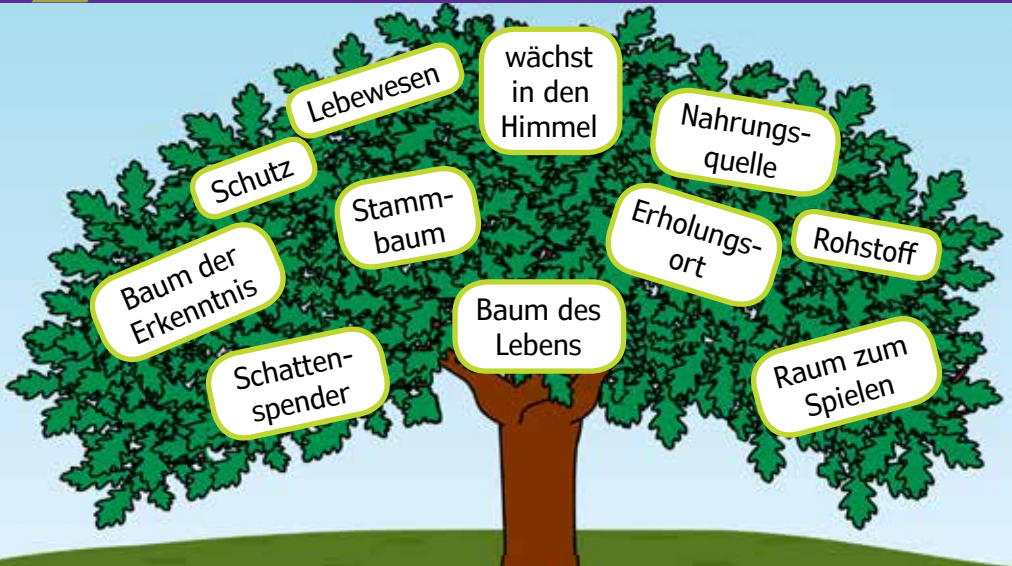 Lebewesen
wächst
in den
Himmel
Nahrungs-
quelle
Schutz
Stamm-
baum
Erholungs-
ort
Rohstoff
Baum der
Erkenntnis
Baum des
Lebens
Schatten-
spender
Raum zum
Spielen